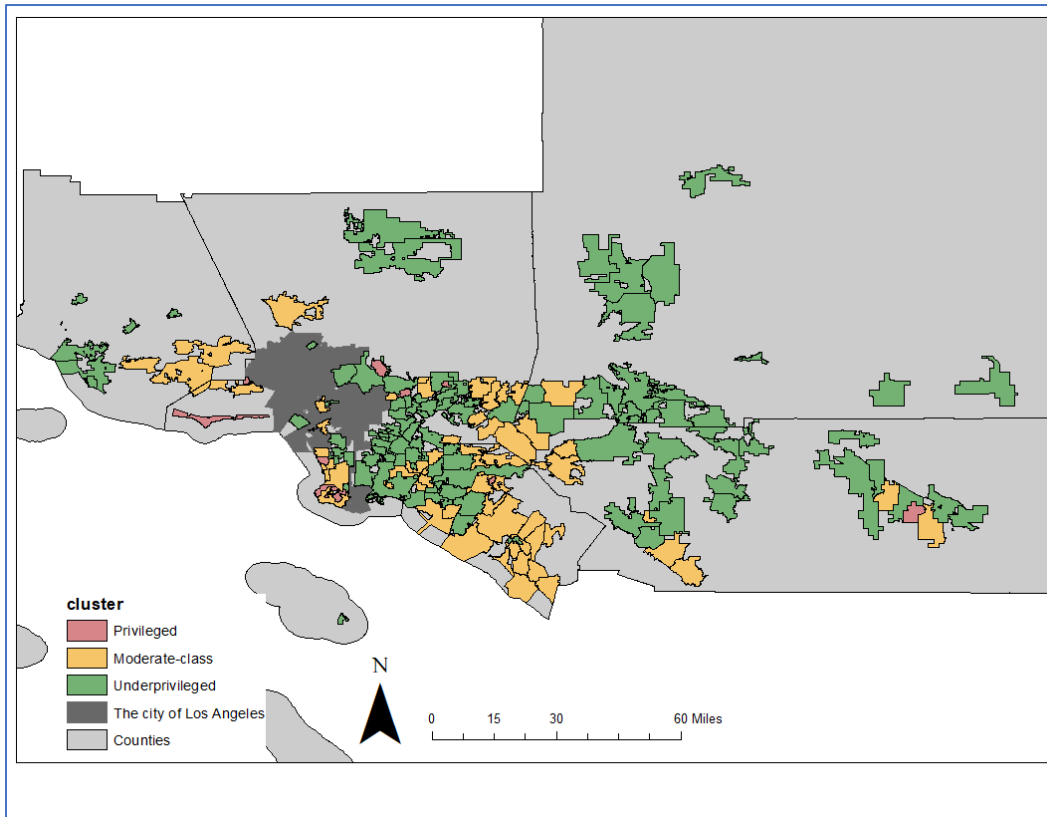 cluster
Privileged
Moderate-class
Underprivileged
The city of Los Angeles
Counties
N
0 15 30 60 Miles